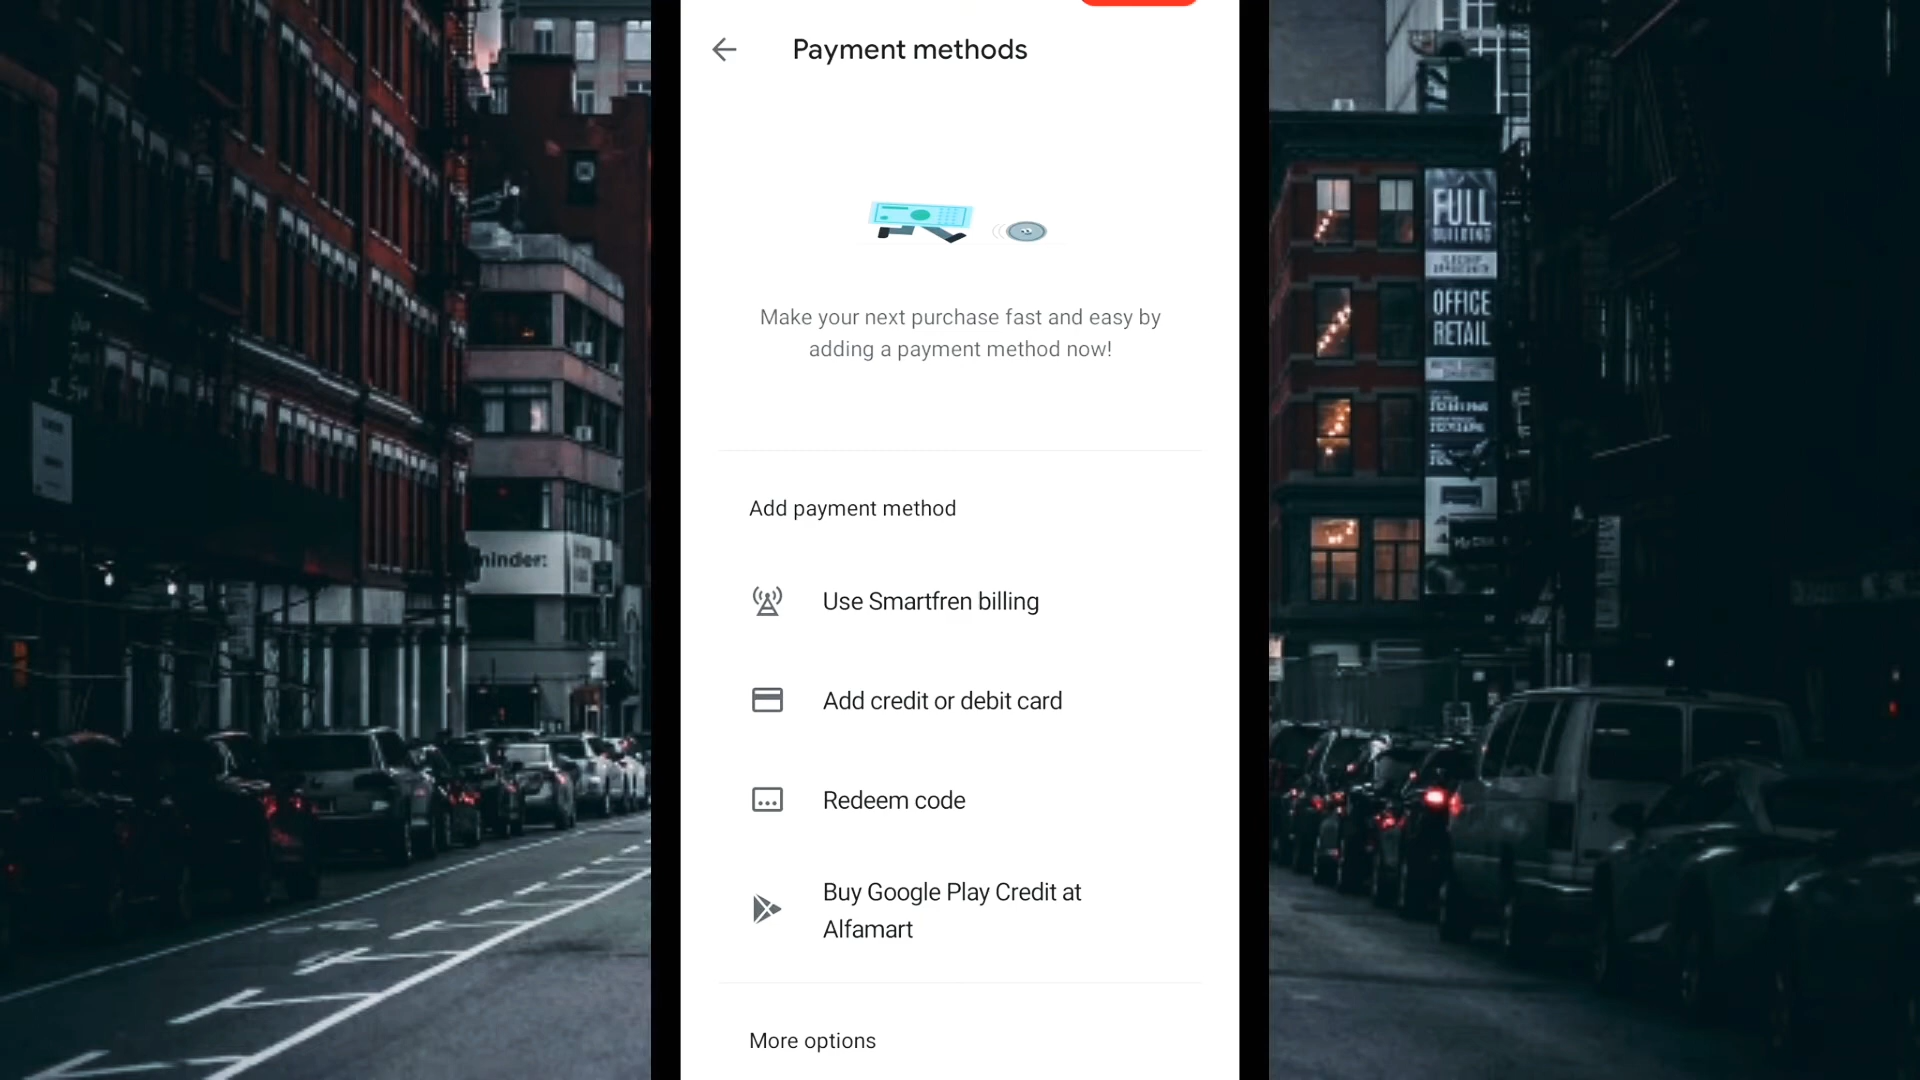 Payment methods
Make your next purchase fast and easy by
adding a payment method now!
Add payment method
Use Smartfren billing
Add credit or debit card
Redeem code
Buy Google Play Credit at
Alfamart
More options
minder:
FULL
BUILDING
OFFICE
RETAIL